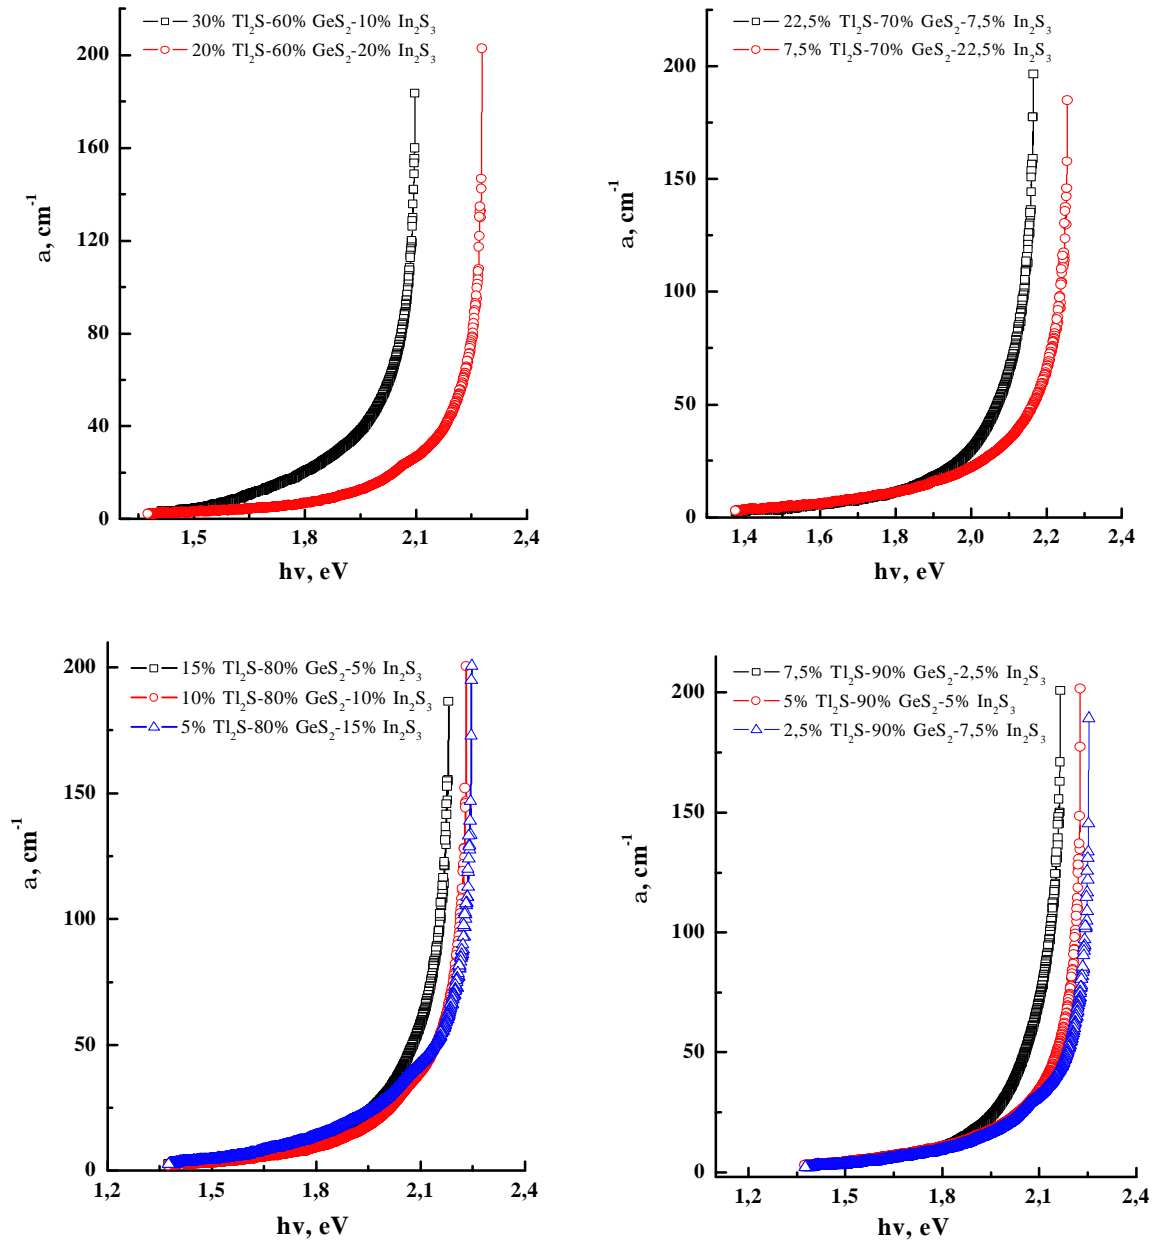 30% Tl₂S-60% GeS₂-10% In₂S₃
20% Tl₂S-60% GeS₂-20% In₂S₃
200
160
120
80
40
0
a, cm⁻¹
1,5
1,8
2,1
2,4
hν, eV
22,5% Tl₂S-70% GeS₂-7,5% In₂S₃
7,5% Tl₂S-70% GeS₂-22,5% In₂S₃
200
150
100
50
0
a, cm⁻¹
1,4
1,6
1,8
2,0
2,2
2,4
hν, eV
15% Tl₂S-80% GeS₂-5% In₂S₃
10% Tl₂S-80% GeS₂-10% In₂S₃
5% Tl₂S-80% GeS₂-15% In₂S₃
200
150
100
50
0
a, cm⁻¹
1,2
1,5
1,8
2,1
2,4
hν, eV
7,5% Tl₂S-90% GeS₂-2,5% In₂S₃
5% Tl₂S-90% GeS₂-5% In₂S₃
2,5% Tl₂S-90% GeS₂-7,5% In₂S₃
200
150
100
50
0
a, cm⁻¹
1,2
1,5
1,8
2,1
2,4
hν, eV